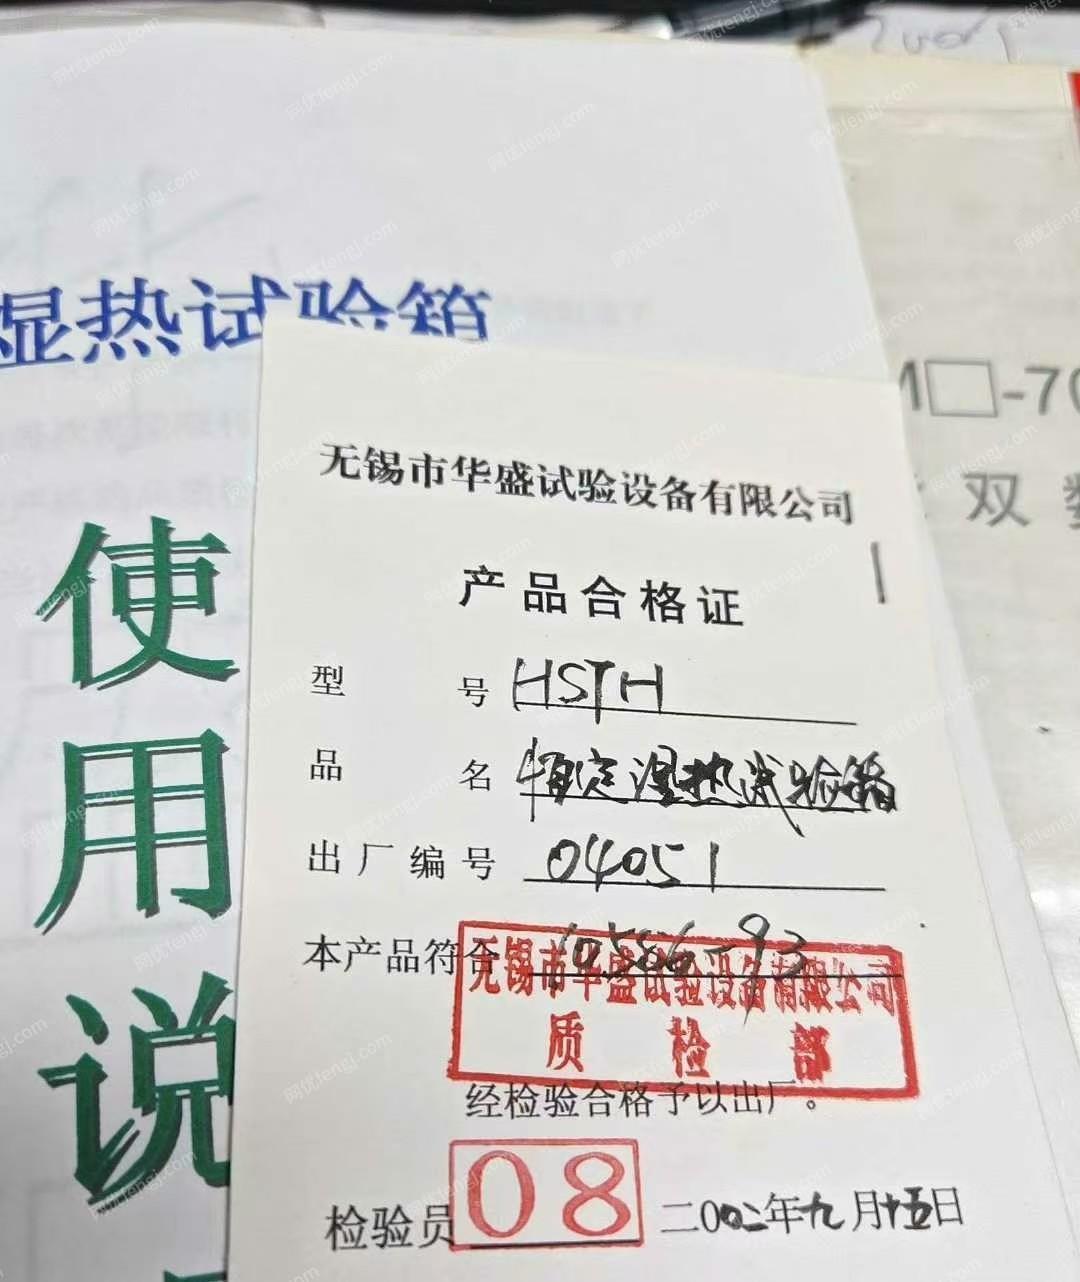 湿热试验箱
使
用
说
M□-70
双
无锡市华盛试验设备有限公司
产品合格证
型 号 HSTH
品 名 恒定湿热试验箱
出厂编号 04051
本产品符合 10586-93
无锡市华盛试验设备有限公司
质 检 部
经检验合格予以出厂。
检验员 08 二00二年九月十五日